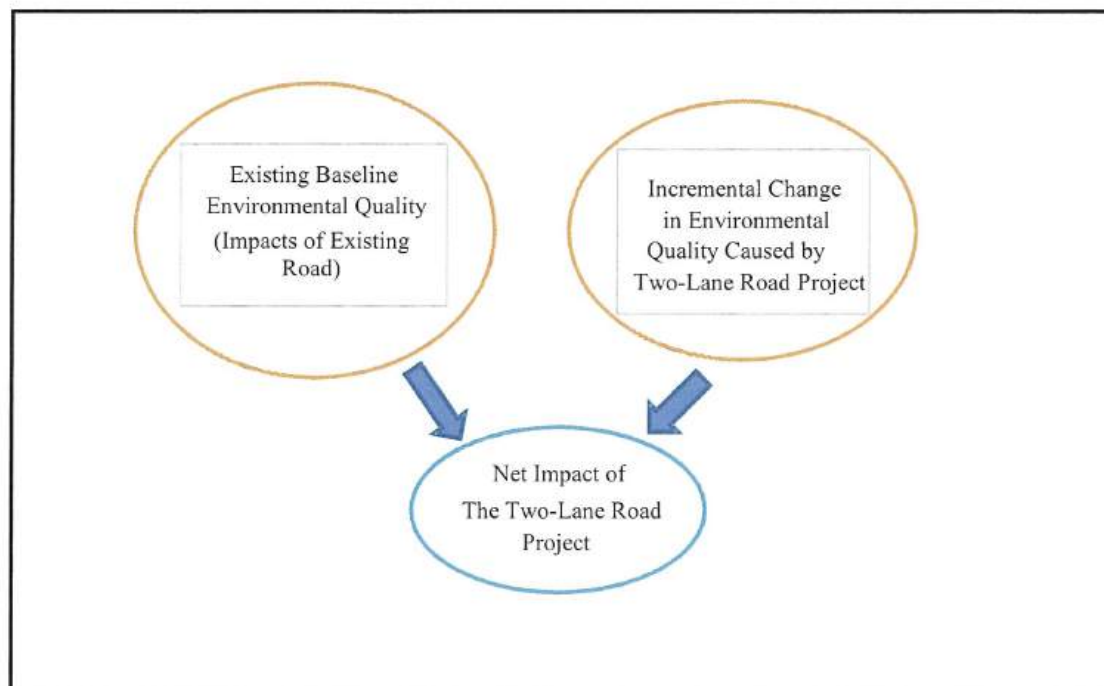 Existing Baseline
Environmental Quality
(Impacts of Existing
Road)
Incremental Change
in Environmental
Quality Caused by
Two-Lane Road Project
Net Impact of
The Two-Lane Road
Project